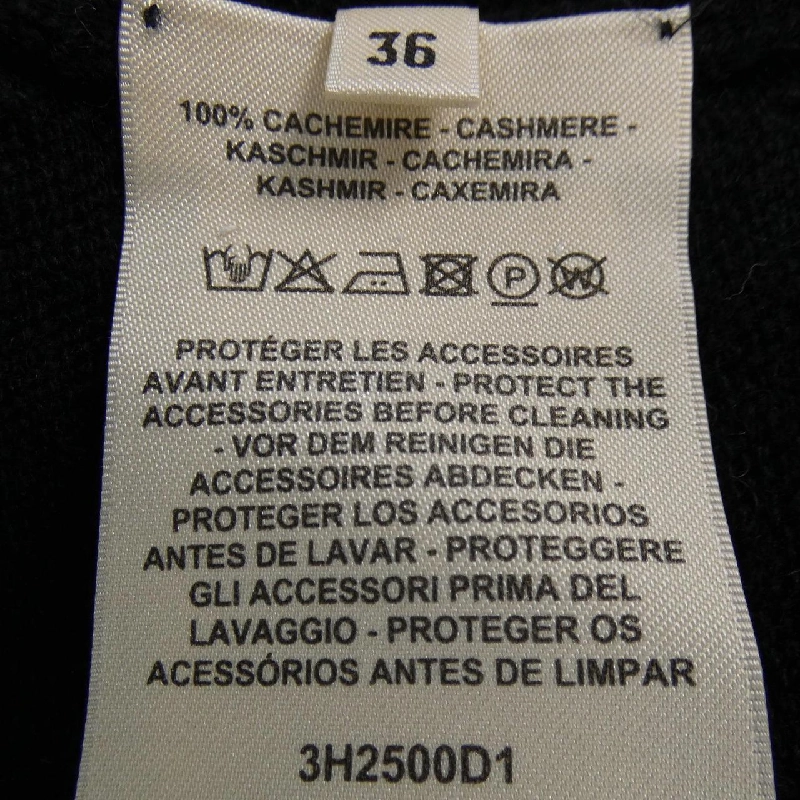 36
100% CACHEMIRE - CASHMERE -
KASCHMIR - CACHEMIRA -
KASHMIR - CAXEMIRA
P W
PROTÉGER LES ACCESSOIRES
AVANT ENTRETIEN - PROTECT THE
ACCESSORIES BEFORE CLEANING
- VOR DEM REINIGEN DIE
ACCESSOIRES ABDECKEN -
PROTEGER LOS ACCESORIOS
ANTES DE LAVAR - PROTEGGERE
GLI ACCESSORI PRIMA DEL
LAVAGGIO - PROTEGER OS
ACESSÓRIOS ANTES DE LIMPAR
3H2500D1